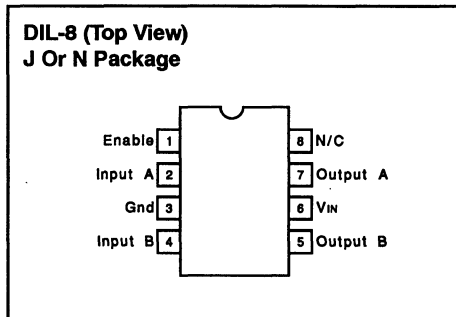 DIL-8 (Top View)
J Or N Package
Enable 1 8 N/C
Input A 2 7 Output A
Gnd 3 6 VIN
Input B 4 5 Output B